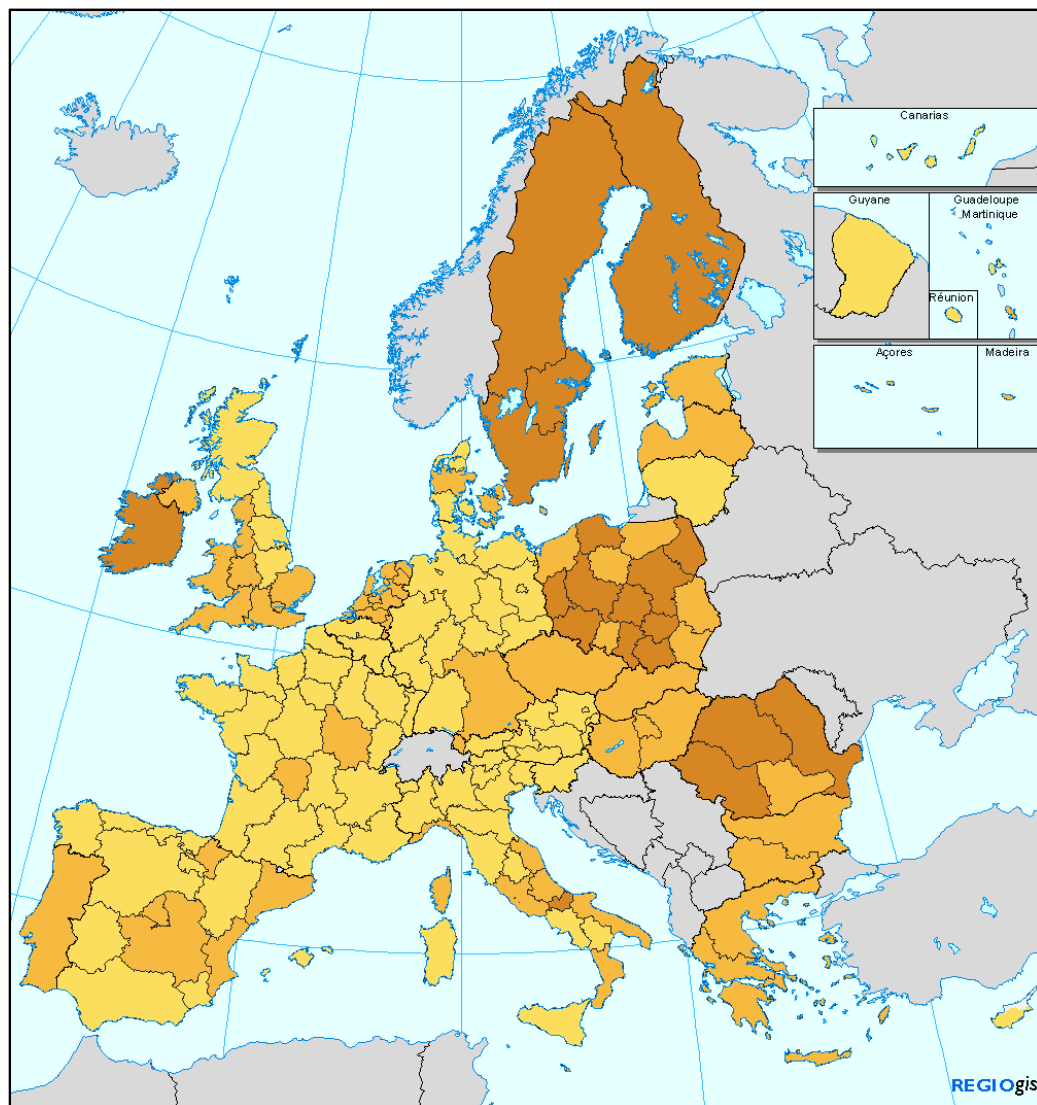 Canarias
Guyane
Guadeloupe
Martinique
Réunion
Açores
Madeira
REGIOgis